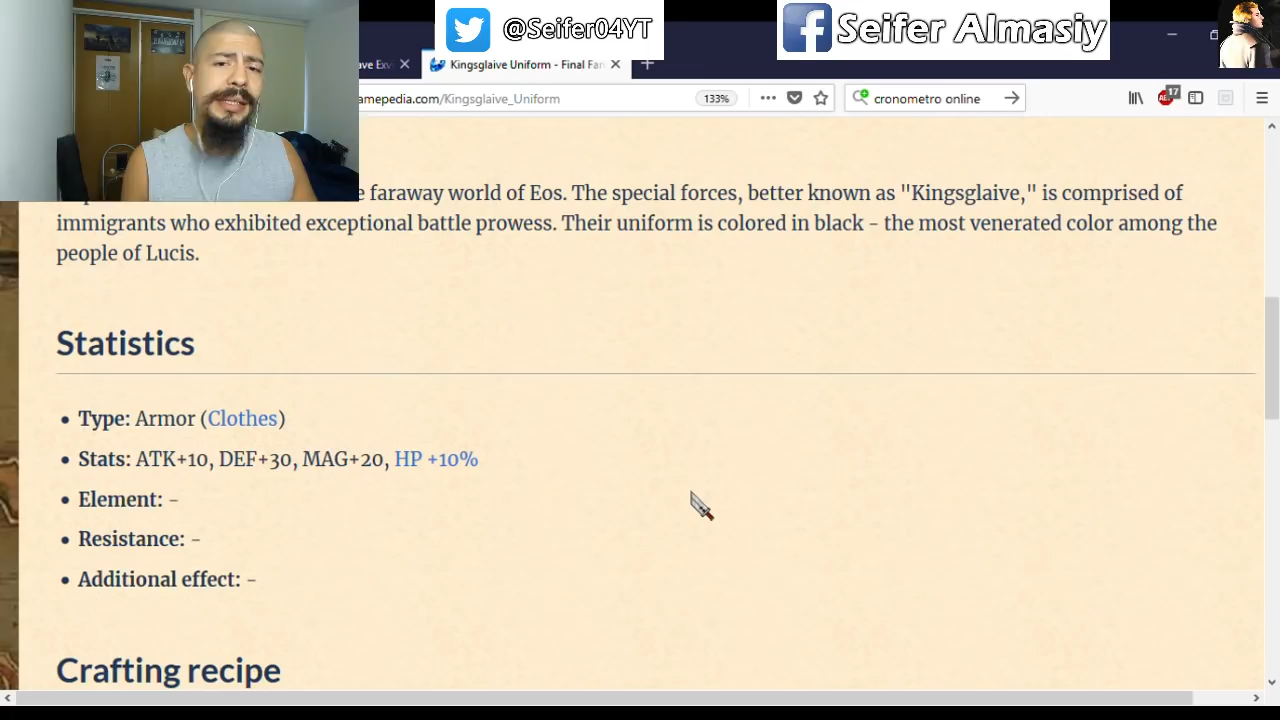 @Seifer04YT
Seifer Almasiy
Kingsglaive Uniform - Final Fan
amepedia.com/Kingsglaive_Uniform
133%
cronometro online
17
faraway world of Eos. The special forces, better known as "Kingsglaive," is comprised of
immigrants who exhibited exceptional battle prowess. Their uniform is colored in black - the most venerated color among the
people of Lucis.
Statistics
• Type: Armor (Clothes)
• Stats: ATK+10, DEF+30, MAG+20, HP +10%
• Element: -
• Resistance: -
• Additional effect: -
Crafting recipe